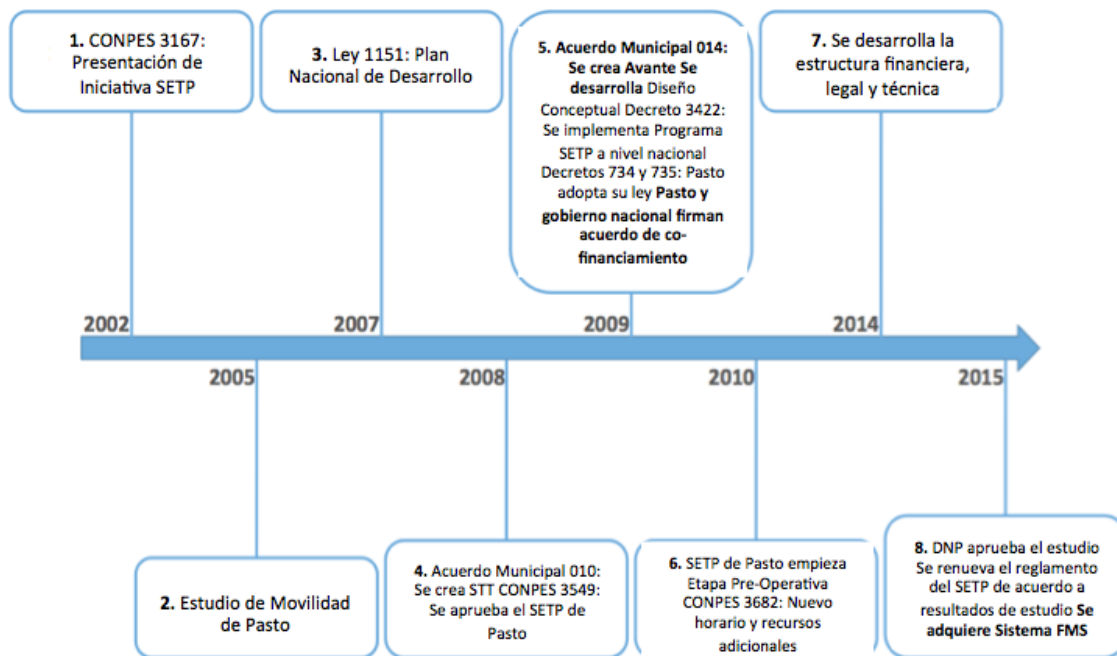 1. CONPES 3167:
Presentación de
Iniciativa SETP
3. Ley 1151: Plan
Nacional de Desarrollo
5. Acuerdo Municipal 014:
Se crea Avante Se
desarrolla Diseño
Conceptual Decreto 3422:
Se implementa Programa
SETP a nivel nacional
Decretos 734 y 735: Pasto
adopta su ley Pasto y
gobierno nacional firman
acuerdo de co-
financiamiento
7. Se desarrolla la
estructura financiera,
legal y técnica
2002
2007
2009
2014
2005
2008
2010
2015
2. Estudio de Movilidad
de Pasto
4. Acuerdo Municipal 010:
Se crea STT CONPES 3549:
Se aprueba el SETP de
Pasto
6. SETP de Pasto empieza
Etapa Pre-Operativa
CONPES 3682: Nuevo
horario y recursos
adicionales
8. DNP aprueba el estudio
Se renueva el reglamento
del SETP de acuerdo a
resultados de estudio Se
adquiere Sistema FMS